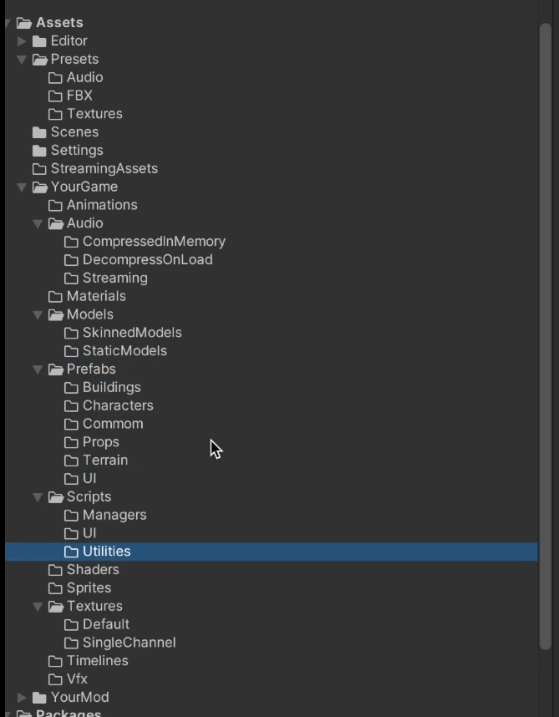 Assets
Editor
Presets
Audio
FBX
Textures
Scenes
Settings
StreamingAssets
YourGame
Animations
Audio
CompressedInMemory
DecompressOnLoad
Streaming
Materials
Models
SkinnedModels
StaticModels
Prefabs
Buildings
Characters
Commom
Props
Terrain
UI
Scripts
Managers
UI
Utilities
Shaders
Sprites
Textures
Default
SingleChannel
Timelines
Vfx
YourMod
Packages